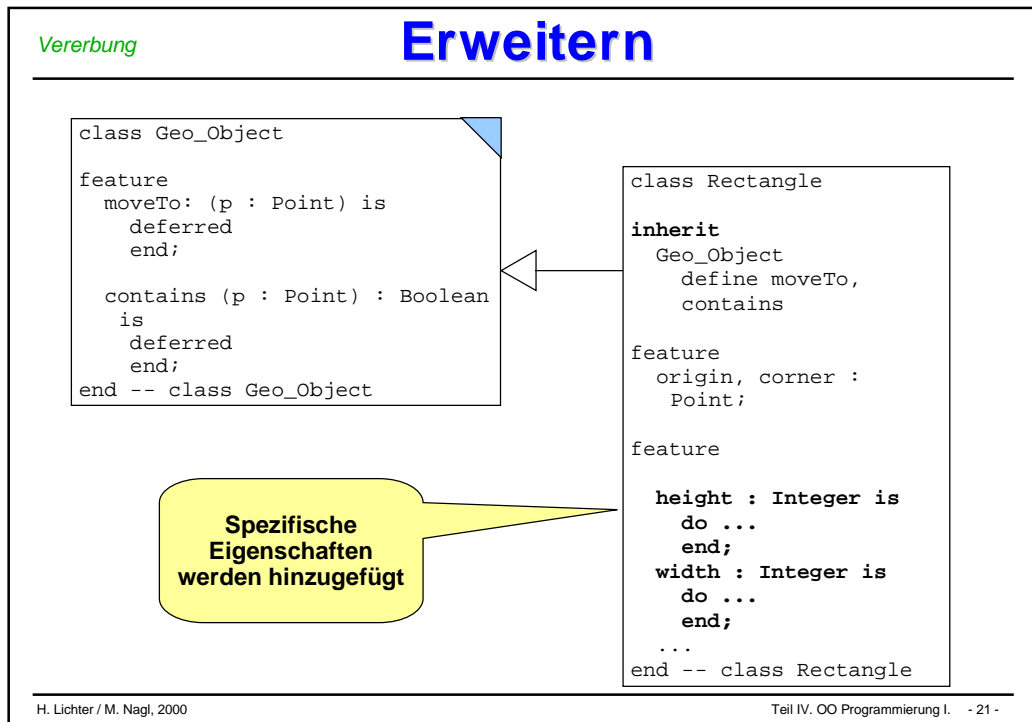 Vererbung
Erweitern
class Geo_Object
feature
moveTo: (p : Point) is
deferred
end;
contains (p : Point) : Boolean
is
deferred
end;
end -- class Geo_Object
class Rectangle
inherit
Geo_Object
define moveTo,
contains
feature
origin, corner :
Point;
feature
height : Integer is
do ...
end;
width : Integer is
do ...
end;
...
end -- class Rectangle
Spezifische
Eigenschaften
werden hinzugefügt
H. Lichter / M. Nagl, 2000
Teil IV. OO Programmierung I. - 21 -